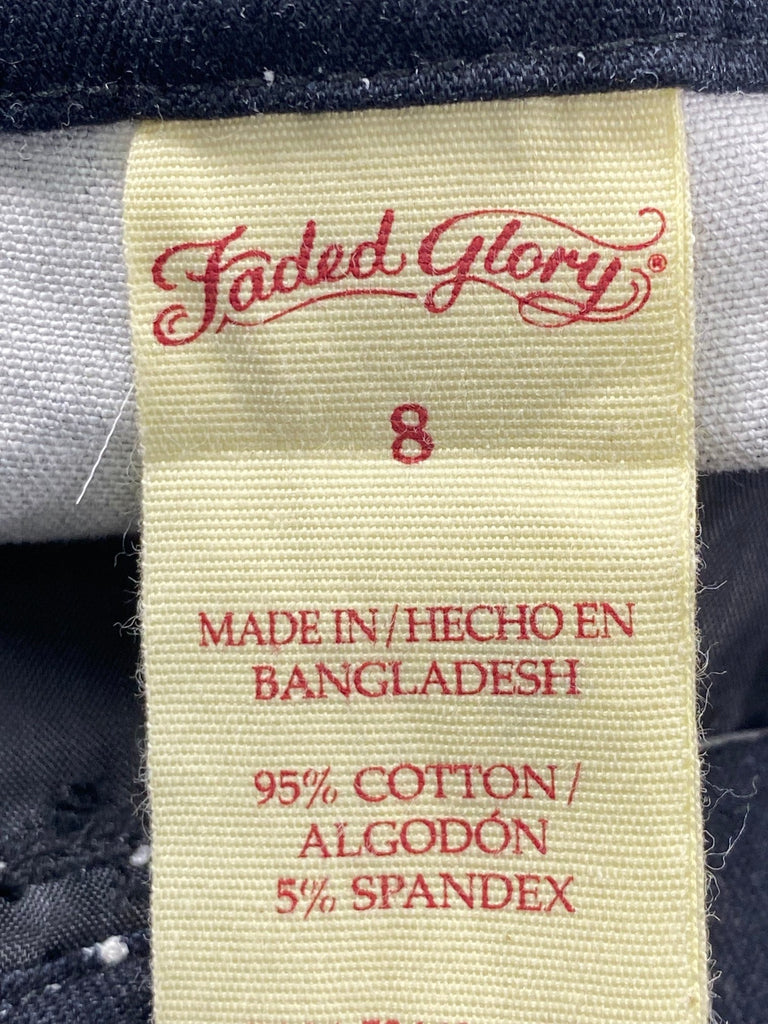 Faded Glory®
8
MADE IN/HECHO EN
BANGLADESH
95% COTTON/
ALGODÓN
5% SPANDEX